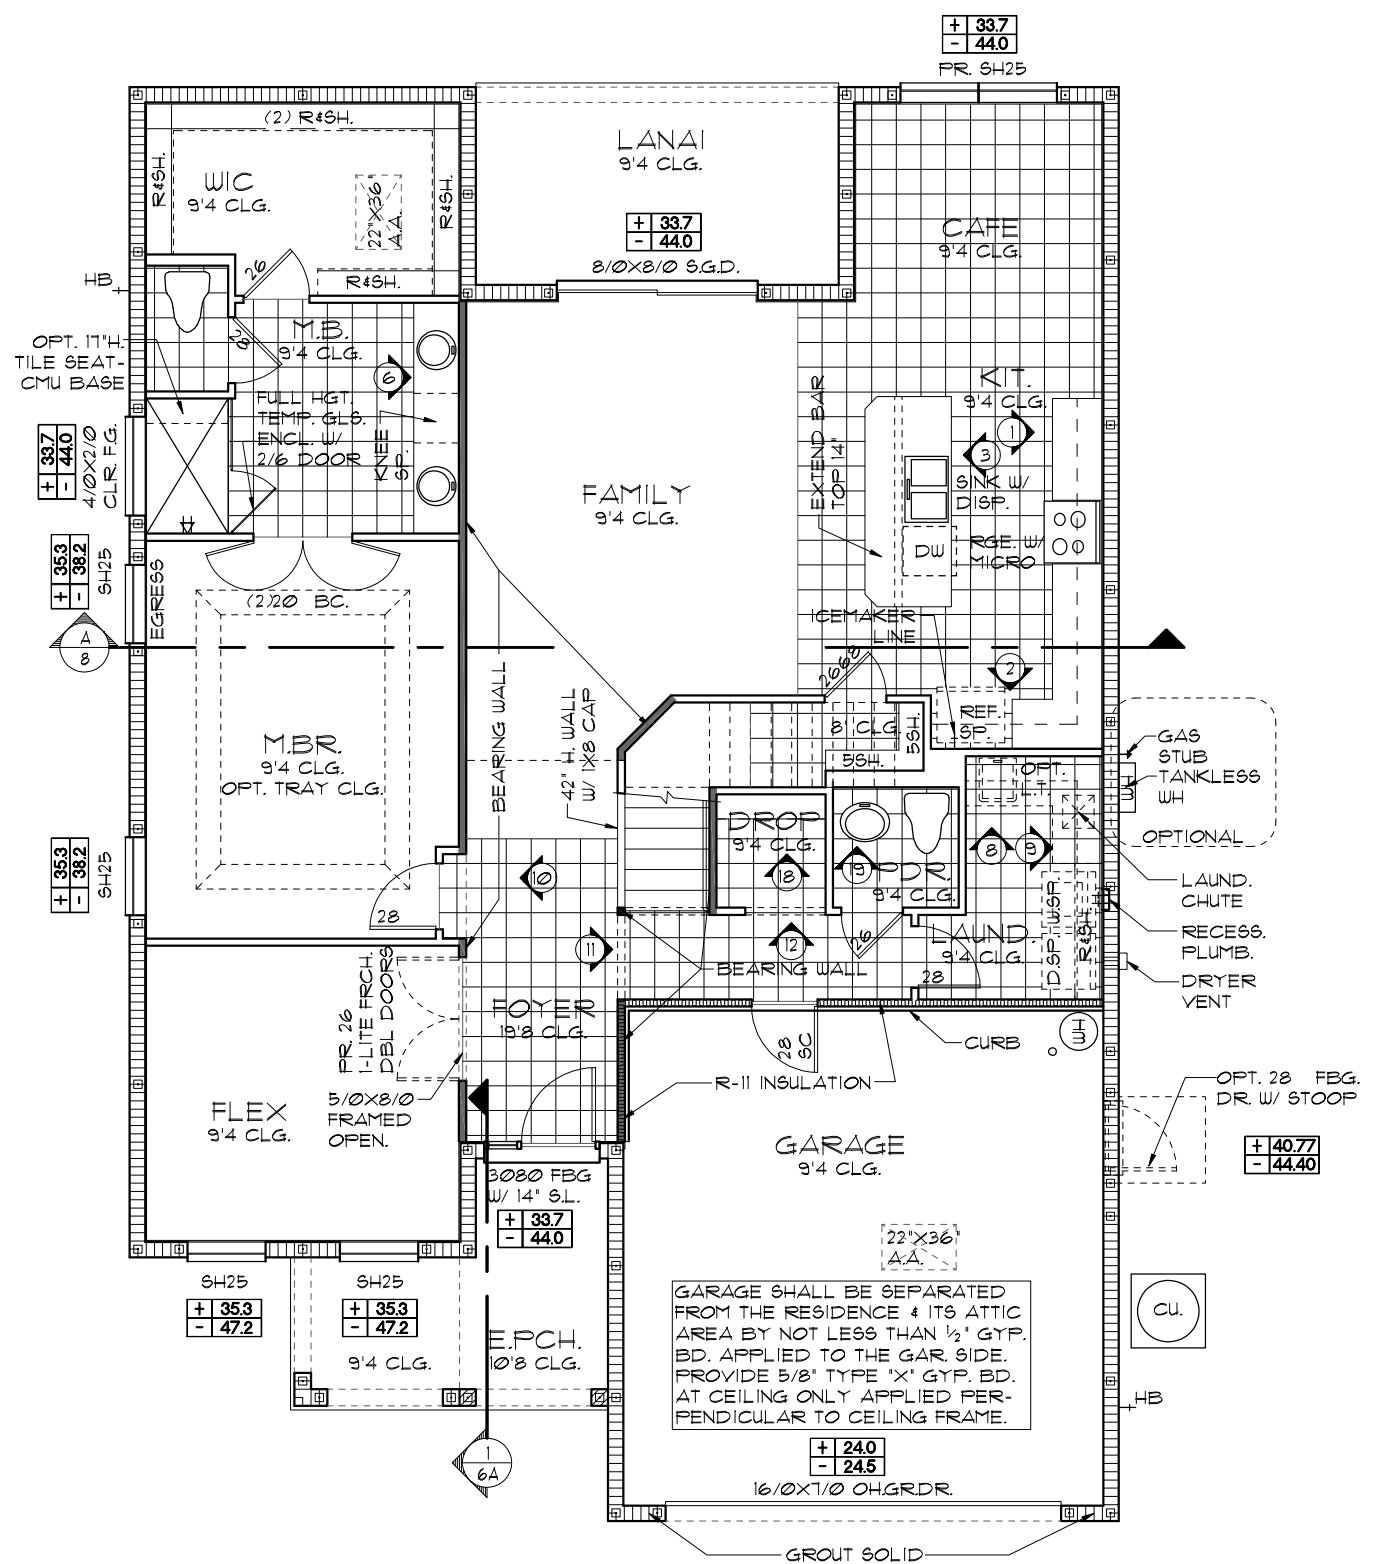 + 33.7
- 44.0
PR. SH25
(2) R&SH.
LANAI
9'4 CLG.
R&SH.
WIC
9'4 CLG.
22"X36"
A.A.
R&SH.
+ 33.7
- 44.0
8/0X8/0 S.G.D.
CAFE
9'4 CLG.
HB
26
R&SH.
28
M.B.
9'4 CLG.
OPT. 17"H.
TILE SEAT-
CMU BASE
6
FULL HGT.
TEMP. GLS.
ENCL. W/
2/6 DOOR
KNEE
SP.
+ 33.7
- 44.0
4/0X2/0
CLR. F.G.
KIT.
9'4 CLG.
1
3
EXTEND BAR
TOP 14"
SINK W/
DISP.
FAMILY
9'4 CLG.
DW
RGE. W/
MICRO
+ 35.3
- 38.2
SH25
EGRESS
(2)20 BC.
ICEMAKER
LINE
A
8
2668
2
BEARING WALL
42" H. WALL
W/ 1X8 CAP
8' CLG.
5SH.
5SH.
REF.
SP.
GAS
STUB
TANKLESS
WH
OPTIONAL
M.BR.
9'4 CLG.
OPT. TRAY CLG.
OPT.
L.T.
DROP
9'4 CLG.
18
19
PDR.
9'4 CLG.
8
9
+ 35.3
- 38.2
SH25
10
28
LAUND.
CHUTE
D.SP.
W.SP.
R&SH.
11
12
26
LAUND.
9'4 CLG.
28
RECESS.
PLUMB.
BEARING WALL
DRYER
VENT
FOYER
19'8 CLG.
PR. 26
1-LITE FRCH.
DBL DOORS
28
SC
CURB
WH
R-11 INSULATION
5/0X8/0
FRAMED
OPEN.
OPT. 28 FBG.
DR. W/ STOOP
FLEX
9'4 CLG.
GARAGE
9'4 CLG.
+ 40.77
- 44.40
3080 FBG
W/ 14" S.L.
+ 33.7
- 44.0
22"X36"
A.A.
SH25
+ 35.3
- 47.2
SH25
+ 35.3
- 47.2
GARAGE SHALL BE SEPARATED
FROM THE RESIDENCE & ITS ATTIC
AREA BY NOT LESS THAN ½" GYP.
BD. APPLIED TO THE GAR. SIDE.
PROVIDE 5/8" TYPE "X" GYP. BD.
AT CEILING ONLY APPLIED PER-
PENDICULAR TO CEILING FRAME.
CU.
E.PCH.
10'8 CLG.
9'4 CLG.
HB
1
6A
+ 24.0
- 24.5
16/0X7/0 OH.GR.DR.
GROUT SOLID